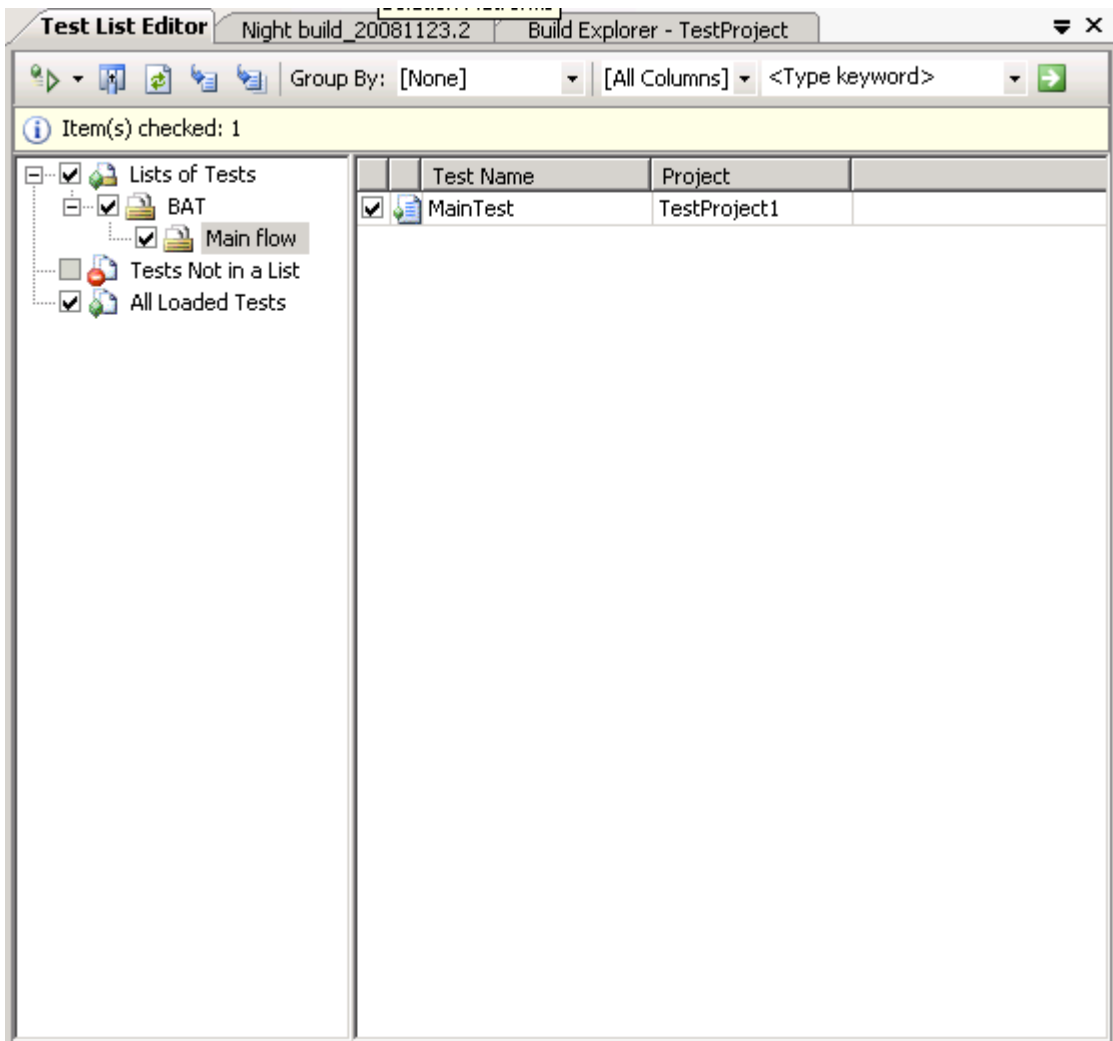 Test List Editor Night build_20081123.2 Build Explorer - TestProject
Group By: [None] [All Columns] <Type keyword>
Item(s) checked: 1
Lists of Tests
BAT
Main flow
Tests Not in a List
All Loaded Tests
Test Name Project
MainTest TestProject1